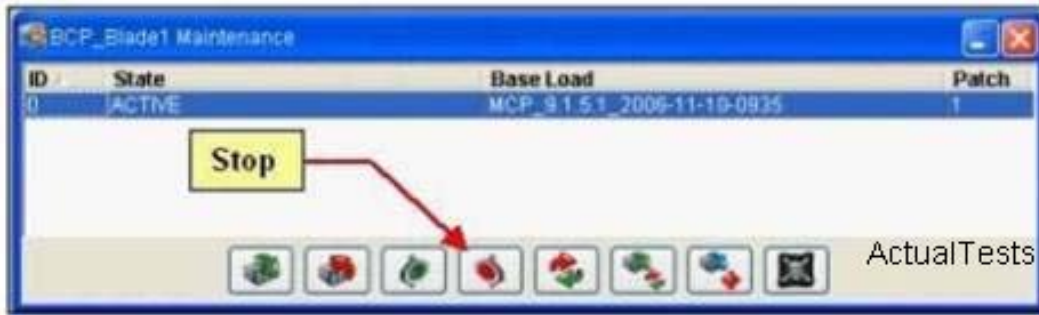 BCP_Blade1 Maintenance
ID State Base Load Patch
0 ACTIVE MCP_9.1.5.1_2006-11-10-0935 1
Stop
ActualTests